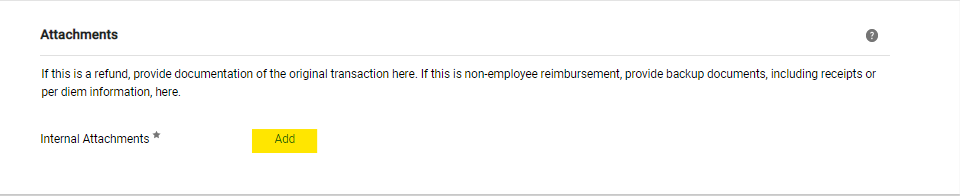 Attachments
?
If this is a refund, provide documentation of the original transaction here. If this is non-employee reimbursement, provide backup documents, including receipts or
per diem information, here.
Internal Attachments ★ Add